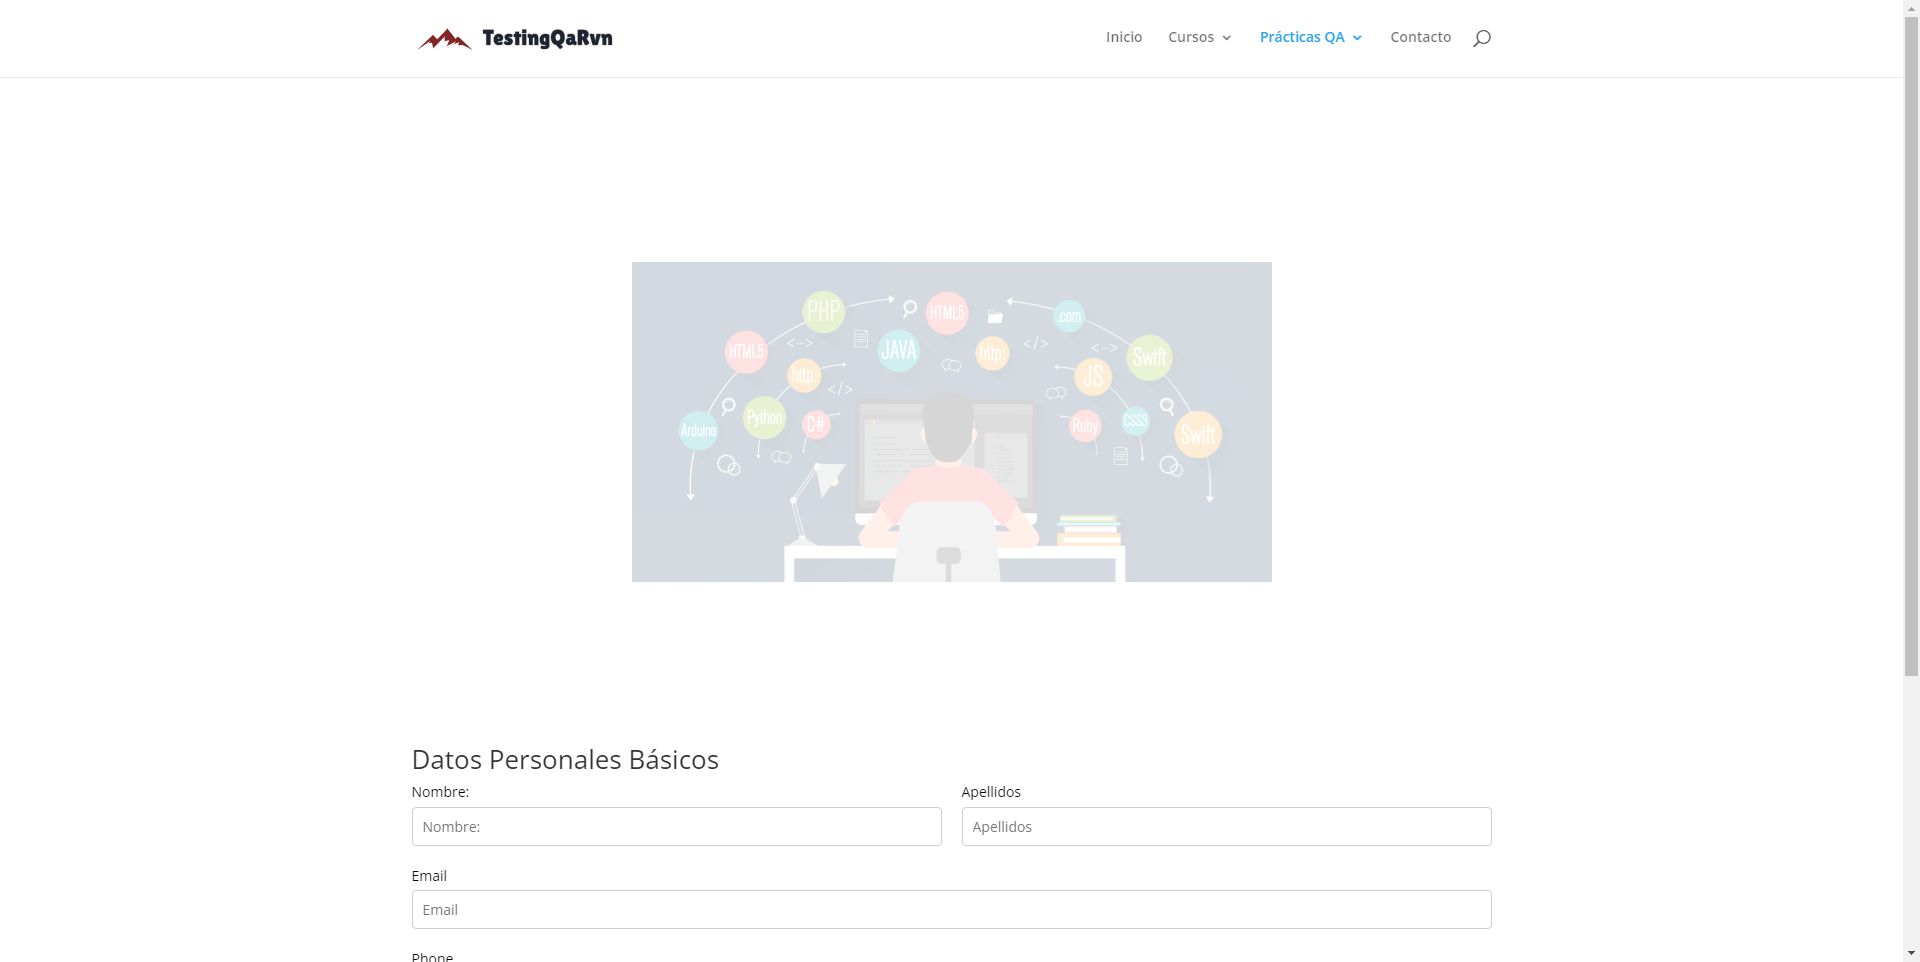 TestingQaRvn
Inicio
Cursos
Prácticas QA
Contacto
PHP
HTML5
.com
HTML5
JAVA
http:
Swift
http:
JS
Arduino
Python
C#
Ruby
CSS3
Swift
Datos Personales Básicos
Nombre:
Apellidos
Nombre:
Apellidos
Email
Email
Phone